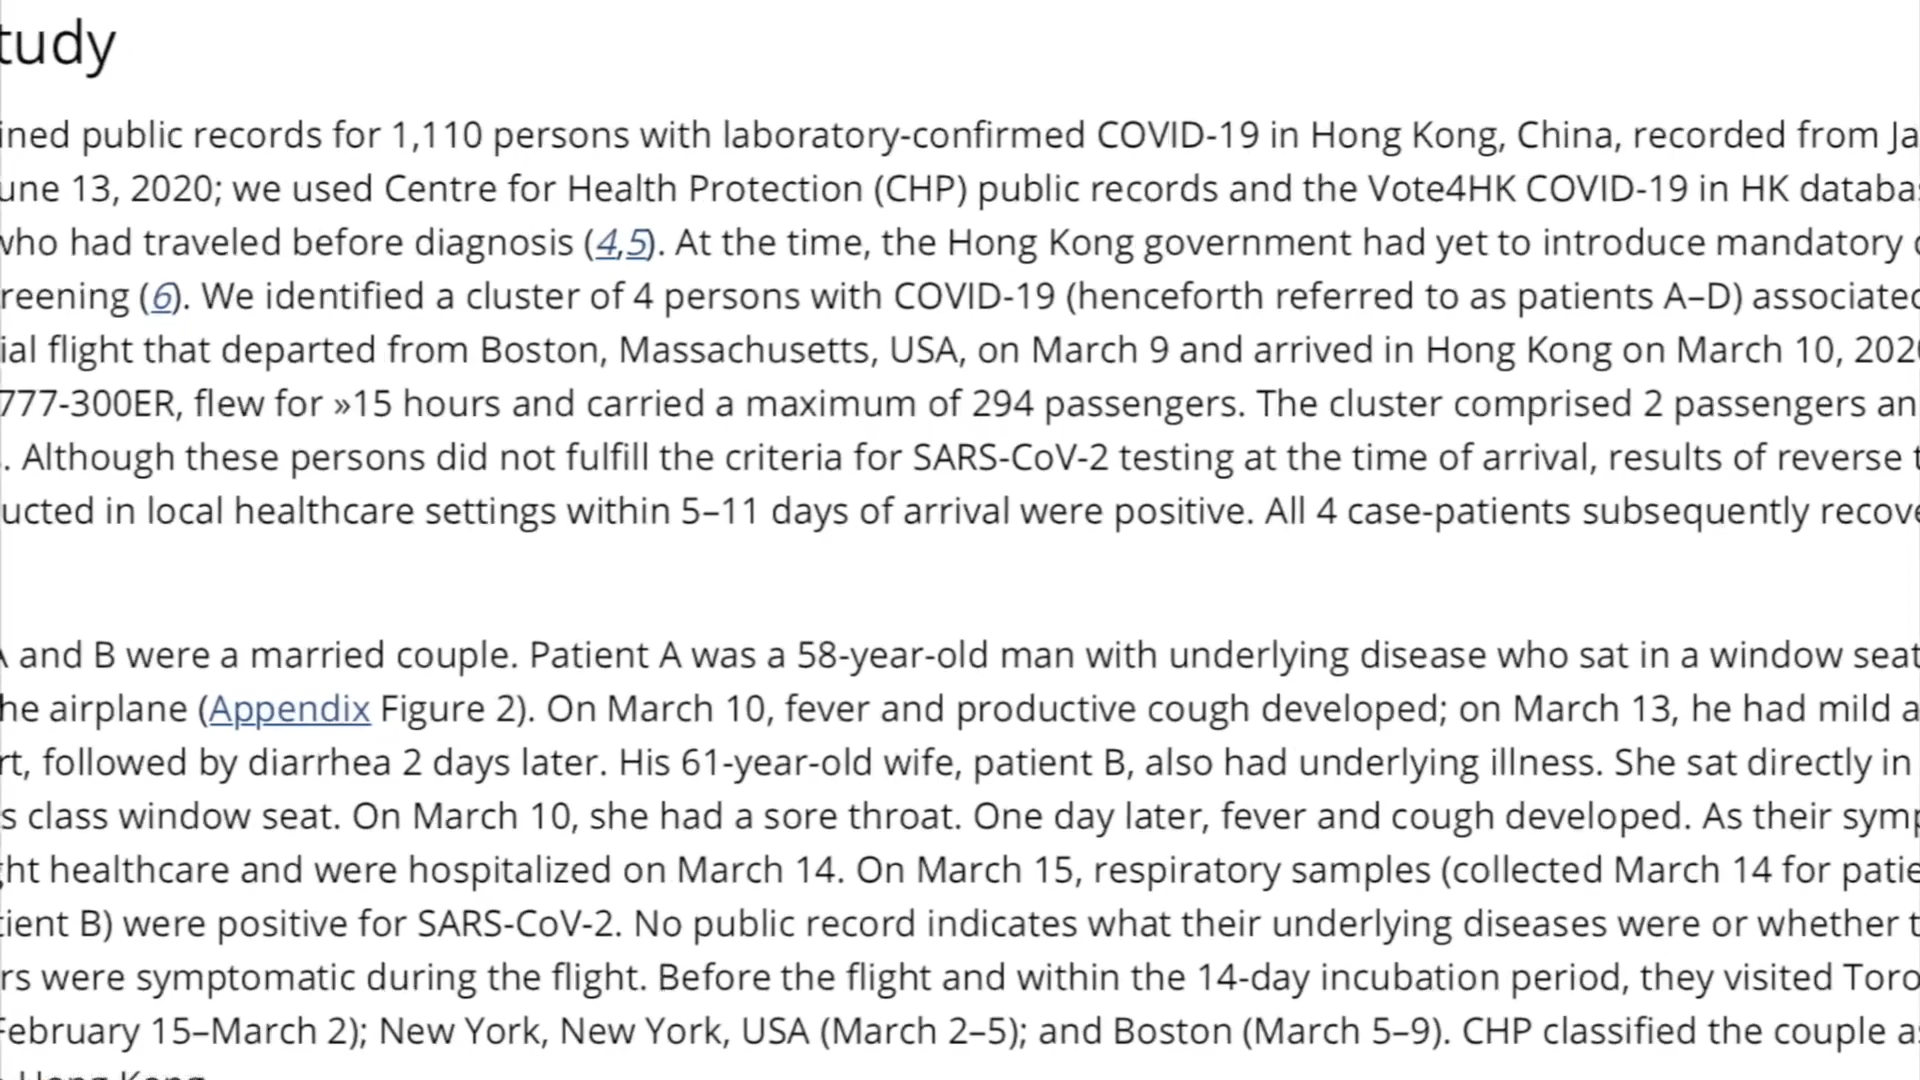 tudy
ined public records for 1,110 persons with laboratory-confirmed COVID-19 in Hong Kong, China, recorded from Ja
une 13, 2020; we used Centre for Health Protection (CHP) public records and the Vote4HK COVID-19 in HK databas
who had traveled before diagnosis (4,5). At the time, the Hong Kong government had yet to introduce mandatory
reening (6). We identified a cluster of 4 persons with COVID-19 (henceforth referred to as patients A–D) associated
ial flight that departed from Boston, Massachusetts, USA, on March 9 and arrived in Hong Kong on March 10, 2020
777-300ER, flew for »15 hours and carried a maximum of 294 passengers. The cluster comprised 2 passengers an
. Although these persons did not fulfill the criteria for SARS-CoV-2 testing at the time of arrival, results of reverse t
ucted in local healthcare settings within 5–11 days of arrival were positive. All 4 case-patients subsequently recove
A and B were a married couple. Patient A was a 58-year-old man with underlying disease who sat in a window seat
he airplane (Appendix Figure 2). On March 10, fever and productive cough developed; on March 13, he had mild a
rt, followed by diarrhea 2 days later. His 61-year-old wife, patient B, also had underlying illness. She sat directly in
s class window seat. On March 10, she had a sore throat. One day later, fever and cough developed. As their symp
ght healthcare and were hospitalized on March 14. On March 15, respiratory samples (collected March 14 for patie
tient B) were positive for SARS-CoV-2. No public record indicates what their underlying diseases were or whether t
rs were symptomatic during the flight. Before the flight and within the 14-day incubation period, they visited Toro
February 15–March 2); New York, New York, USA (March 2–5); and Boston (March 5–9). CHP classified the couple as
Hong Kong